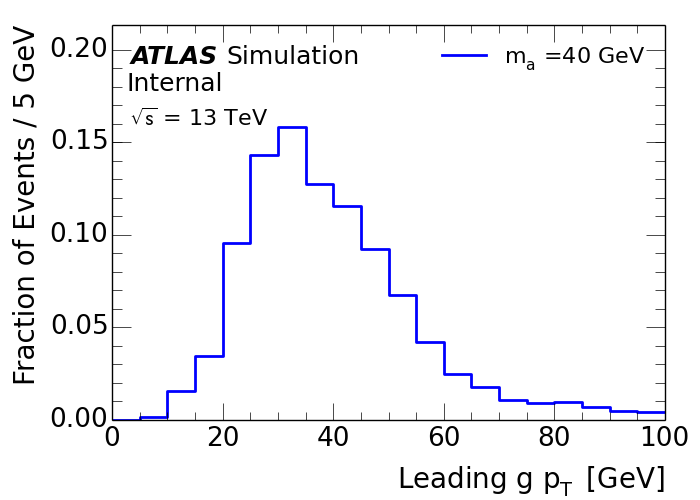 0.20
0.15
0.10
0.05
0.00
Fraction of Events / 5 GeV
ATLAS Simulation
Internal
√s = 13 TeV
mₐ =40 GeV
0 20 40 60 80 100
Leading g p_T [GeV]